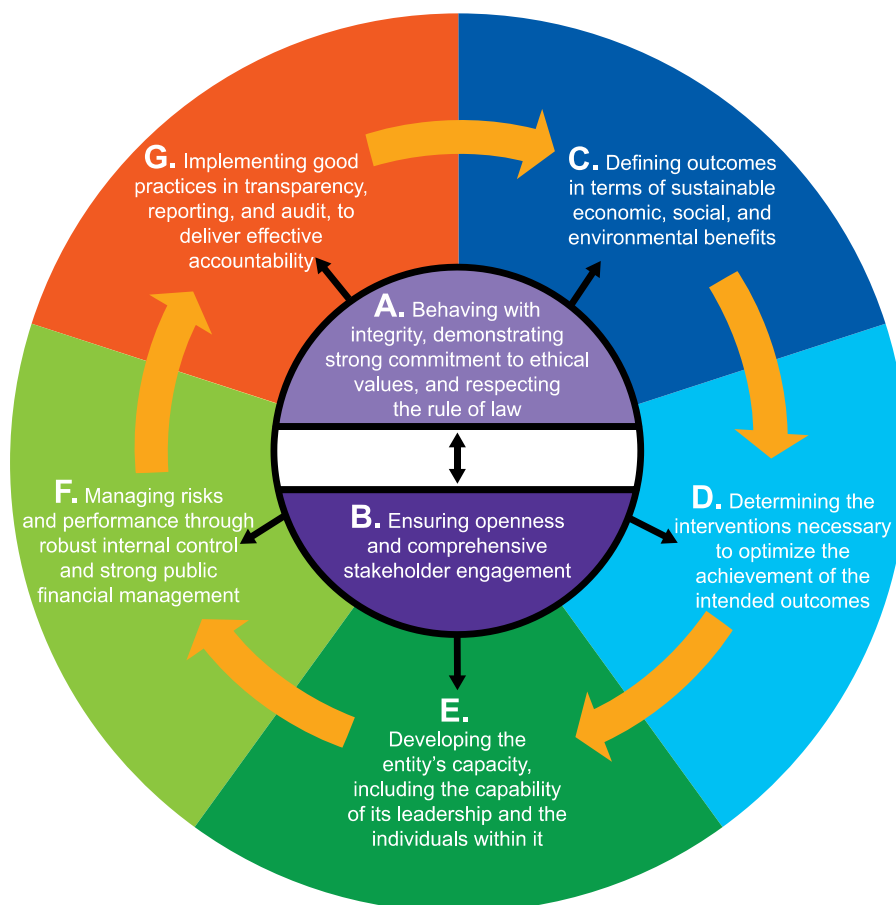 A. Behaving with
integrity, demonstrating
strong commitment to ethical
values, and respecting
the rule of law
B. Ensuring openness
and comprehensive
stakeholder engagement
C. Defining outcomes
in terms of sustainable
economic, social, and
environmental benefits
D. Determining the
interventions necessary
to optimize the
achievement of the
intended outcomes
E.
Developing the
entity’s capacity,
including the capability
of its leadership and the
individuals within it
F. Managing risks
and performance through
robust internal control
and strong public
financial management
G. Implementing good
practices in transparency,
reporting, and audit, to
deliver effective
accountability